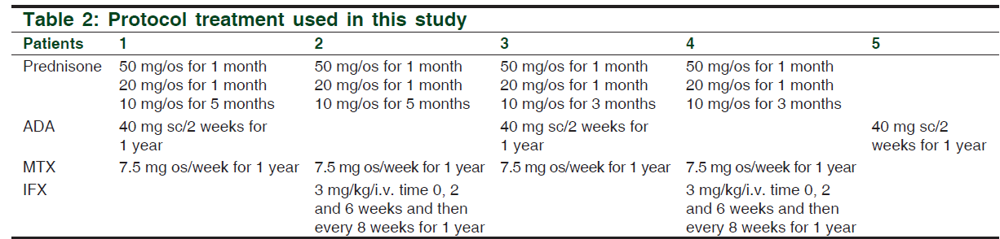 Table 2: Protocol treatment used in this study
Patients 1 2 3 4 5
Prednisone 50 mg/os for 1 month 50 mg/os for 1 month 50 mg/os for 1 month 50 mg/os for 1 month
20 mg/os for 1 month 20 mg/os for 1 month 20 mg/os for 1 month 20 mg/os for 1 month
10 mg/os for 5 months 10 mg/os for 5 months 10 mg/os for 3 months 10 mg/os for 3 months
ADA 40 mg sc/2 weeks for 40 mg sc/2 weeks for 40 mg sc/2
1 year 1 year weeks for 1 year
MTX 7.5 mg os/week for 1 year 7.5 mg os/week for 1 year 7.5 mg os/week for 1 year 7.5 mg os/week for 1 year
IFX 3 mg/kg/i.v. time 0, 2 3 mg/kg/i.v. time 0, 2
and 6 weeks and then and 6 weeks and then
every 8 weeks for 1 year every 8 weeks for 1 year